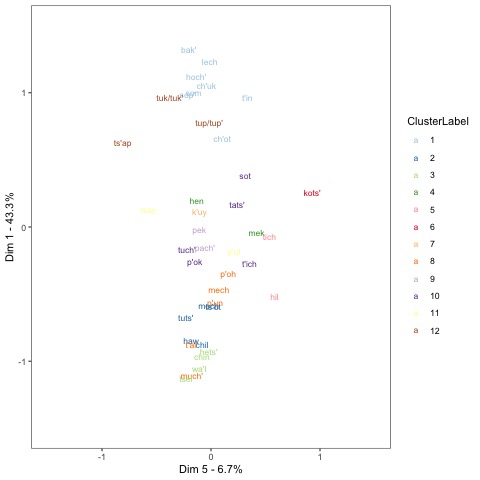 bak'
lech
hoch'
ch'uk
t'in
tuk/tuk'
tup/tup'
ts'ap
ch'ot
sot
kots'
hen
tats'
k'uy
pek
mek
tich
tuch'
pach'
p'ok
t'ich
p'oh
mech
hil
tuts'
haw
chil
hets'
chin
wa'l
much'
1
0
-1
-1
0
1
Dim 1 - 43.3%
Dim 5 - 6.7%
ClusterLabel
a 1
a 2
a 3
a 4
a 5
a 6
a 7
a 8
a 9
a 10
a 11
a 12